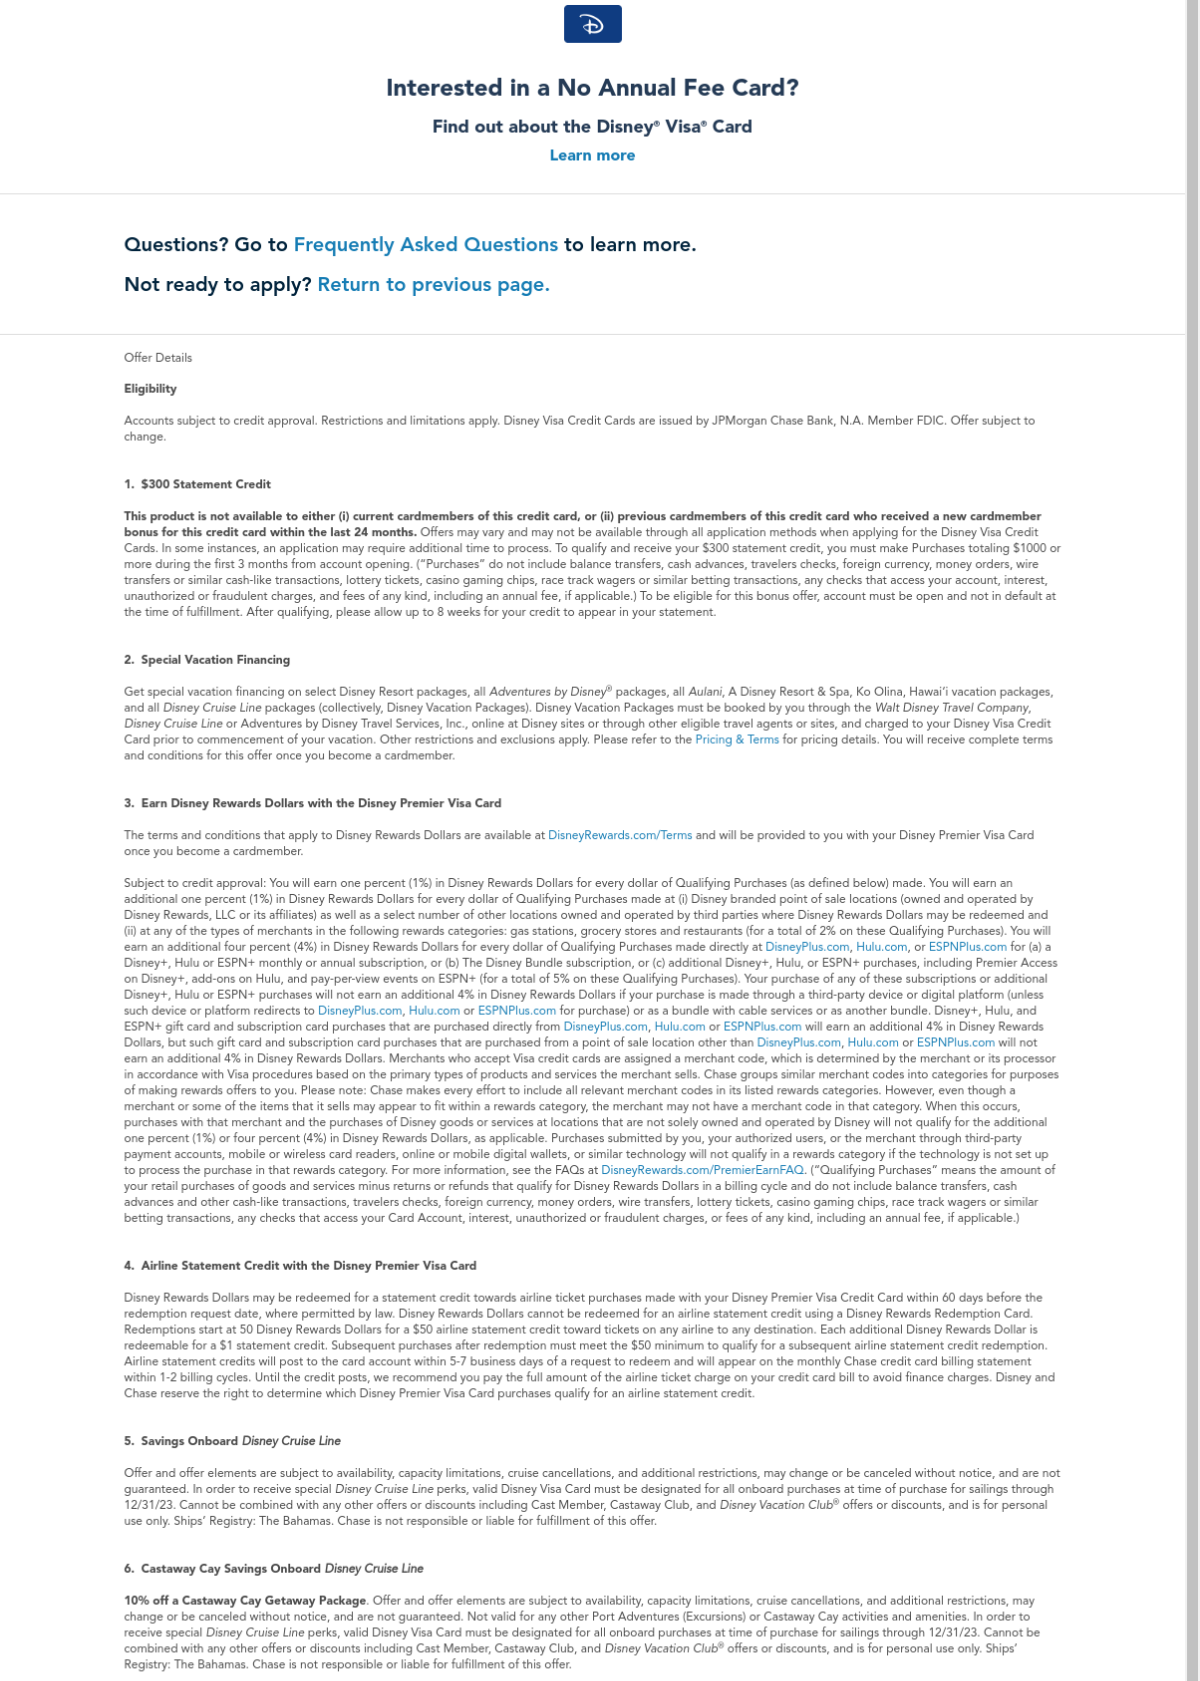 Interested in a No Annual Fee Card?
Find out about the Disney® Visa® Card
Learn more
Questions? Go to Frequently Asked Questions to learn more.
Not ready to apply? Return to previous page.
Offer Details
Eligibility
Accounts subject to credit approval. Restrictions and limitations apply. Disney Visa Credit Cards are issued by JPMorgan Chase Bank, N.A. Member FDIC. Offer subject to
change.
1. $300 Statement Credit
This product is not available to either (i) current cardmembers of this credit card, or (ii) previous cardmembers of this credit card who received a new cardmember
bonus for this credit card within the last 24 months. Offers may vary and may not be available through all application methods when applying for the Disney Visa Credit
Cards. In some instances, an application may require additional time to process. To qualify and receive your $300 statement credit, you must make Purchases totaling $1000 or
more during the first 3 months from account opening. (“Purchases” do not include balance transfers, cash advances, travelers checks, foreign currency, money orders, wire
transfers or similar cash-like transactions, lottery tickets, casino gaming chips, race track wagers or similar betting transactions, any checks that access your account, interest,
unauthorized or fraudulent charges, and fees of any kind, including an annual fee, if applicable.) To be eligible for this bonus offer, account must be open and not in default at
the time of fulfillment. After qualifying, please allow up to 8 weeks for your credit to appear in your statement.
2. Special Vacation Financing
Get special vacation financing on select Disney Resort packages, all Adventures by Disney® packages, all Aulani, A Disney Resort & Spa, Ko Olina, Hawai‘i vacation packages,
and all Disney Cruise Line packages (collectively, Disney Vacation Packages). Disney Vacation Packages must be booked by you through the Walt Disney Travel Company,
Disney Cruise Line or Adventures by Disney Travel Services, Inc., online at Disney sites or through other eligible travel agents or sites, and charged to your Disney Visa Credit
Card prior to commencement of your vacation. Other restrictions and exclusions apply. Please refer to the Pricing & Terms for pricing details. You will receive complete terms
and conditions for this offer once you become a cardmember.
3. Earn Disney Rewards Dollars with the Disney Premier Visa Card
The terms and conditions that apply to Disney Rewards Dollars are available at DisneyRewards.com/Terms and will be provided to you with your Disney Premier Visa Card
once you become a cardmember.
Subject to credit approval: You will earn one percent (1%) in Disney Rewards Dollars for every dollar of Qualifying Purchases (as defined below) made. You will earn an
additional one percent (1%) in Disney Rewards Dollars for every dollar of Qualifying Purchases made at (i) Disney branded point of sale locations (owned and operated by
Disney Rewards, LLC or its affiliates) as well as a select number of other locations owned and operated by third parties where Disney Rewards Dollars may be redeemed and
(ii) at any of the types of merchants in the following rewards categories: gas stations, grocery stores and restaurants (for a total of 2% on these Qualifying Purchases). You will
earn an additional four percent (4%) in Disney Rewards Dollars for every dollar of Qualifying Purchases made directly at DisneyPlus.com, Hulu.com, or ESPNPlus.com for (a) a
Disney+, Hulu or ESPN+ monthly or annual subscription, or (b) The Disney Bundle subscription, or (c) additional Disney+, Hulu, or ESPN+ purchases, including Premier Access
on Disney+, add-ons on Hulu, and pay-per-view events on ESPN+ (for a total of 5% on these Qualifying Purchases). Your purchase of any of these subscriptions or additional
Disney+, Hulu or ESPN+ purchases will not earn an additional 4% in Disney Rewards Dollars if your purchase is made through a third-party device or digital platform (unless
such device or platform redirects to DisneyPlus.com, Hulu.com or ESPNPlus.com for purchase) or as a bundle with cable services or as another bundle. Disney+, Hulu, and
ESPN+ gift card and subscription card purchases that are purchased directly from DisneyPlus.com, Hulu.com or ESPNPlus.com will earn an additional 4% in Disney Rewards
Dollars, but such gift card and subscription card purchases that are purchased from a point of sale location other than DisneyPlus.com, Hulu.com or ESPNPlus.com will not
earn an additional 4% in Disney Rewards Dollars. Merchants who accept Visa credit cards are assigned a merchant code, which is determined by the merchant or its processor
in accordance with Visa procedures based on the primary types of products and services the merchant sells. Chase groups similar merchant codes into categories for purposes
of making rewards offers to you. Please note: Chase makes every effort to include all relevant merchant codes in its listed rewards categories. However, even though a
merchant or some of the items that it sells may appear to fit within a rewards category, the merchant may not have a merchant code in that category. When this occurs,
purchases with that merchant and the purchases of Disney goods or services at locations that are not solely owned and operated by Disney will not qualify for the additional
one percent (1%) or four percent (4%) in Disney Rewards Dollars, as applicable. Purchases submitted by you, your authorized users, or the merchant through third-party
payment accounts, mobile or wireless card readers, online or mobile digital wallets, or similar technology will not qualify in a rewards category if the technology is not set up
to process the purchase in that rewards category. For more information, see the FAQs at DisneyRewards.com/PremierEarnFAQ. (“Qualifying Purchases” means the amount of
your retail purchases of goods and services minus returns or refunds that qualify for Disney Rewards Dollars in a billing cycle and do not include balance transfers, cash
advances and other cash-like transactions, travelers checks, foreign currency, money orders, wire transfers, lottery tickets, casino gaming chips, race track wagers or similar
betting transactions, any checks that access your Card Account, interest, unauthorized or fraudulent charges, or fees of any kind, including an annual fee, if applicable.)
4. Airline Statement Credit with the Disney Premier Visa Card
Disney Rewards Dollars may be redeemed for a statement credit towards airline ticket purchases made with your Disney Premier Visa Credit Card within 60 days before the
redemption request date, where permitted by law. Disney Rewards Dollars cannot be redeemed for an airline statement credit using a Disney Rewards Redemption Card.
Redemptions start at 50 Disney Rewards Dollars for a $50 airline statement credit toward tickets on any airline to any destination. Each additional Disney Rewards Dollar is
redeemable for a $1 statement credit. Subsequent purchases after redemption must meet the $50 minimum to qualify for a subsequent airline statement credit redemption.
Airline statement credits will post to the card account within 5-7 business days of a request to redeem and will appear on the monthly Chase credit card billing statement
within 1-2 billing cycles. Until the credit posts, we recommend you pay the full amount of the airline ticket charge on your credit card bill to avoid finance charges. Disney and
Chase reserve the right to determine which Disney Premier Visa Card purchases qualify for an airline statement credit.
5. Savings Onboard Disney Cruise Line
Offer and offer elements are subject to availability, capacity limitations, cruise cancellations, and additional restrictions, may change or be canceled without notice, and are not
guaranteed. In order to receive special Disney Cruise Line perks, valid Disney Visa Card must be designated for all onboard purchases at time of purchase for sailings through
12/31/23. Cannot be combined with any other offers or discounts including Cast Member, Castaway Club, and Disney Vacation Club® offers or discounts, and is for personal
use only. Ships’ Registry: The Bahamas. Chase is not responsible or liable for fulfillment of this offer.
6. Castaway Cay Savings Onboard Disney Cruise Line
10% off a Castaway Cay Getaway Package. Offer and offer elements are subject to availability, capacity limitations, cruise cancellations, and additional restrictions, may
change or be canceled without notice, and are not guaranteed. Not valid for any other Port Adventures (Excursions) or Castaway Cay activities and amenities. In order to
receive special Disney Cruise Line perks, valid Disney Visa Card must be designated for all onboard purchases at time of purchase for sailings through 12/31/23. Cannot be
combined with any other offers or discounts including Cast Member, Castaway Club, and Disney Vacation Club® offers or discounts, and is for personal use only. Ships’
Registry: The Bahamas. Chase is not responsible or liable for fulfillment of this offer.